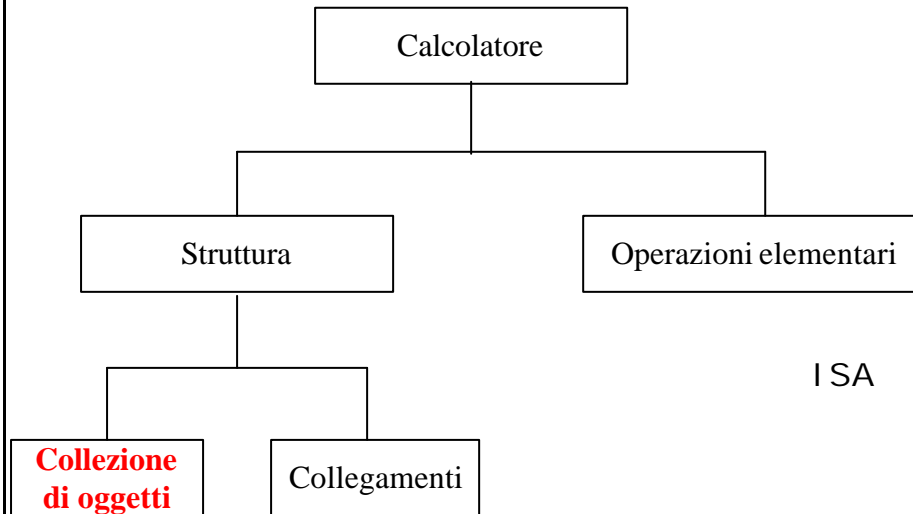 Calcolatore
Struttura
Operazioni elementari
ISA
Collezione
di oggetti
Collegamenti